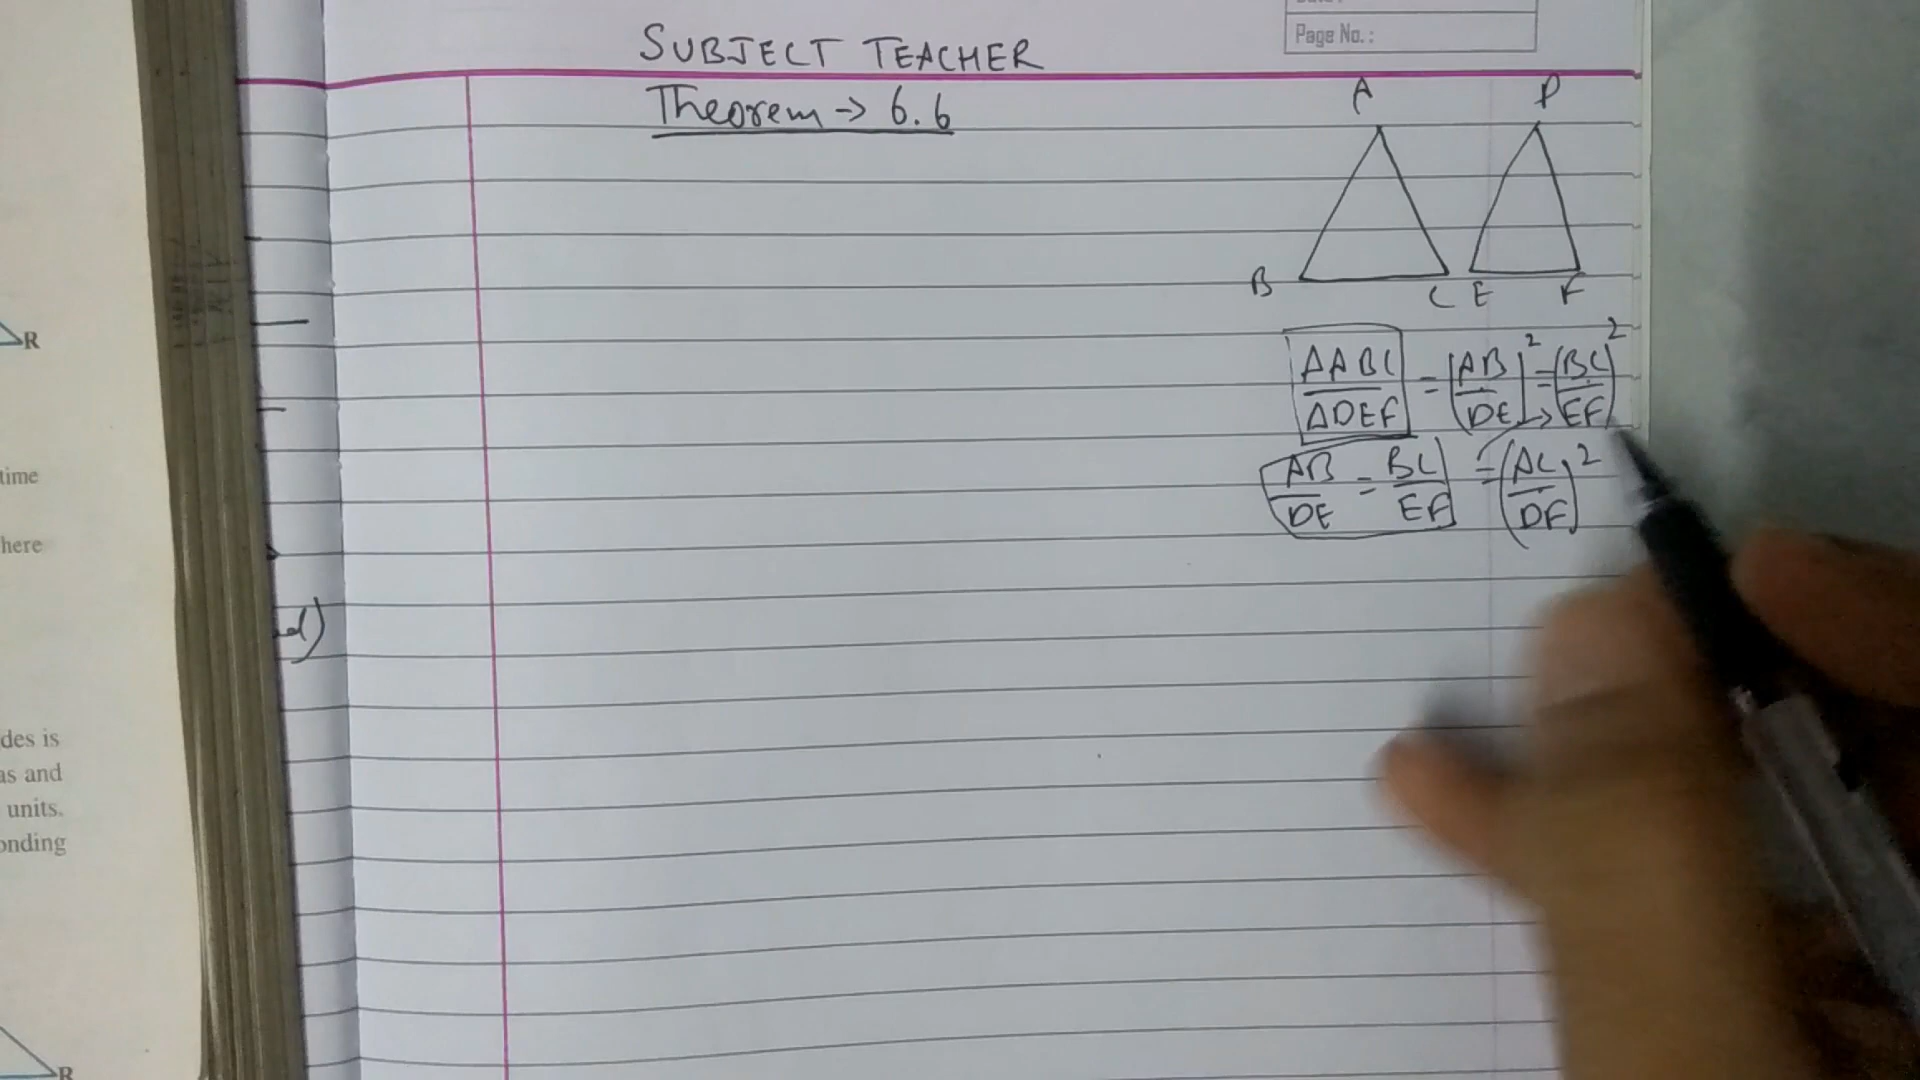 Page No. :
SUBJECT TEACHER
Theorem → 6.6
A
D
B
C E
F
R
ΔABC/ΔDEF = (AB/DE)² = (BC/EF)²
AB/DE = BC/EF = (AC/DF)²
time
here
ed)
des is
as and
units.
onding
R